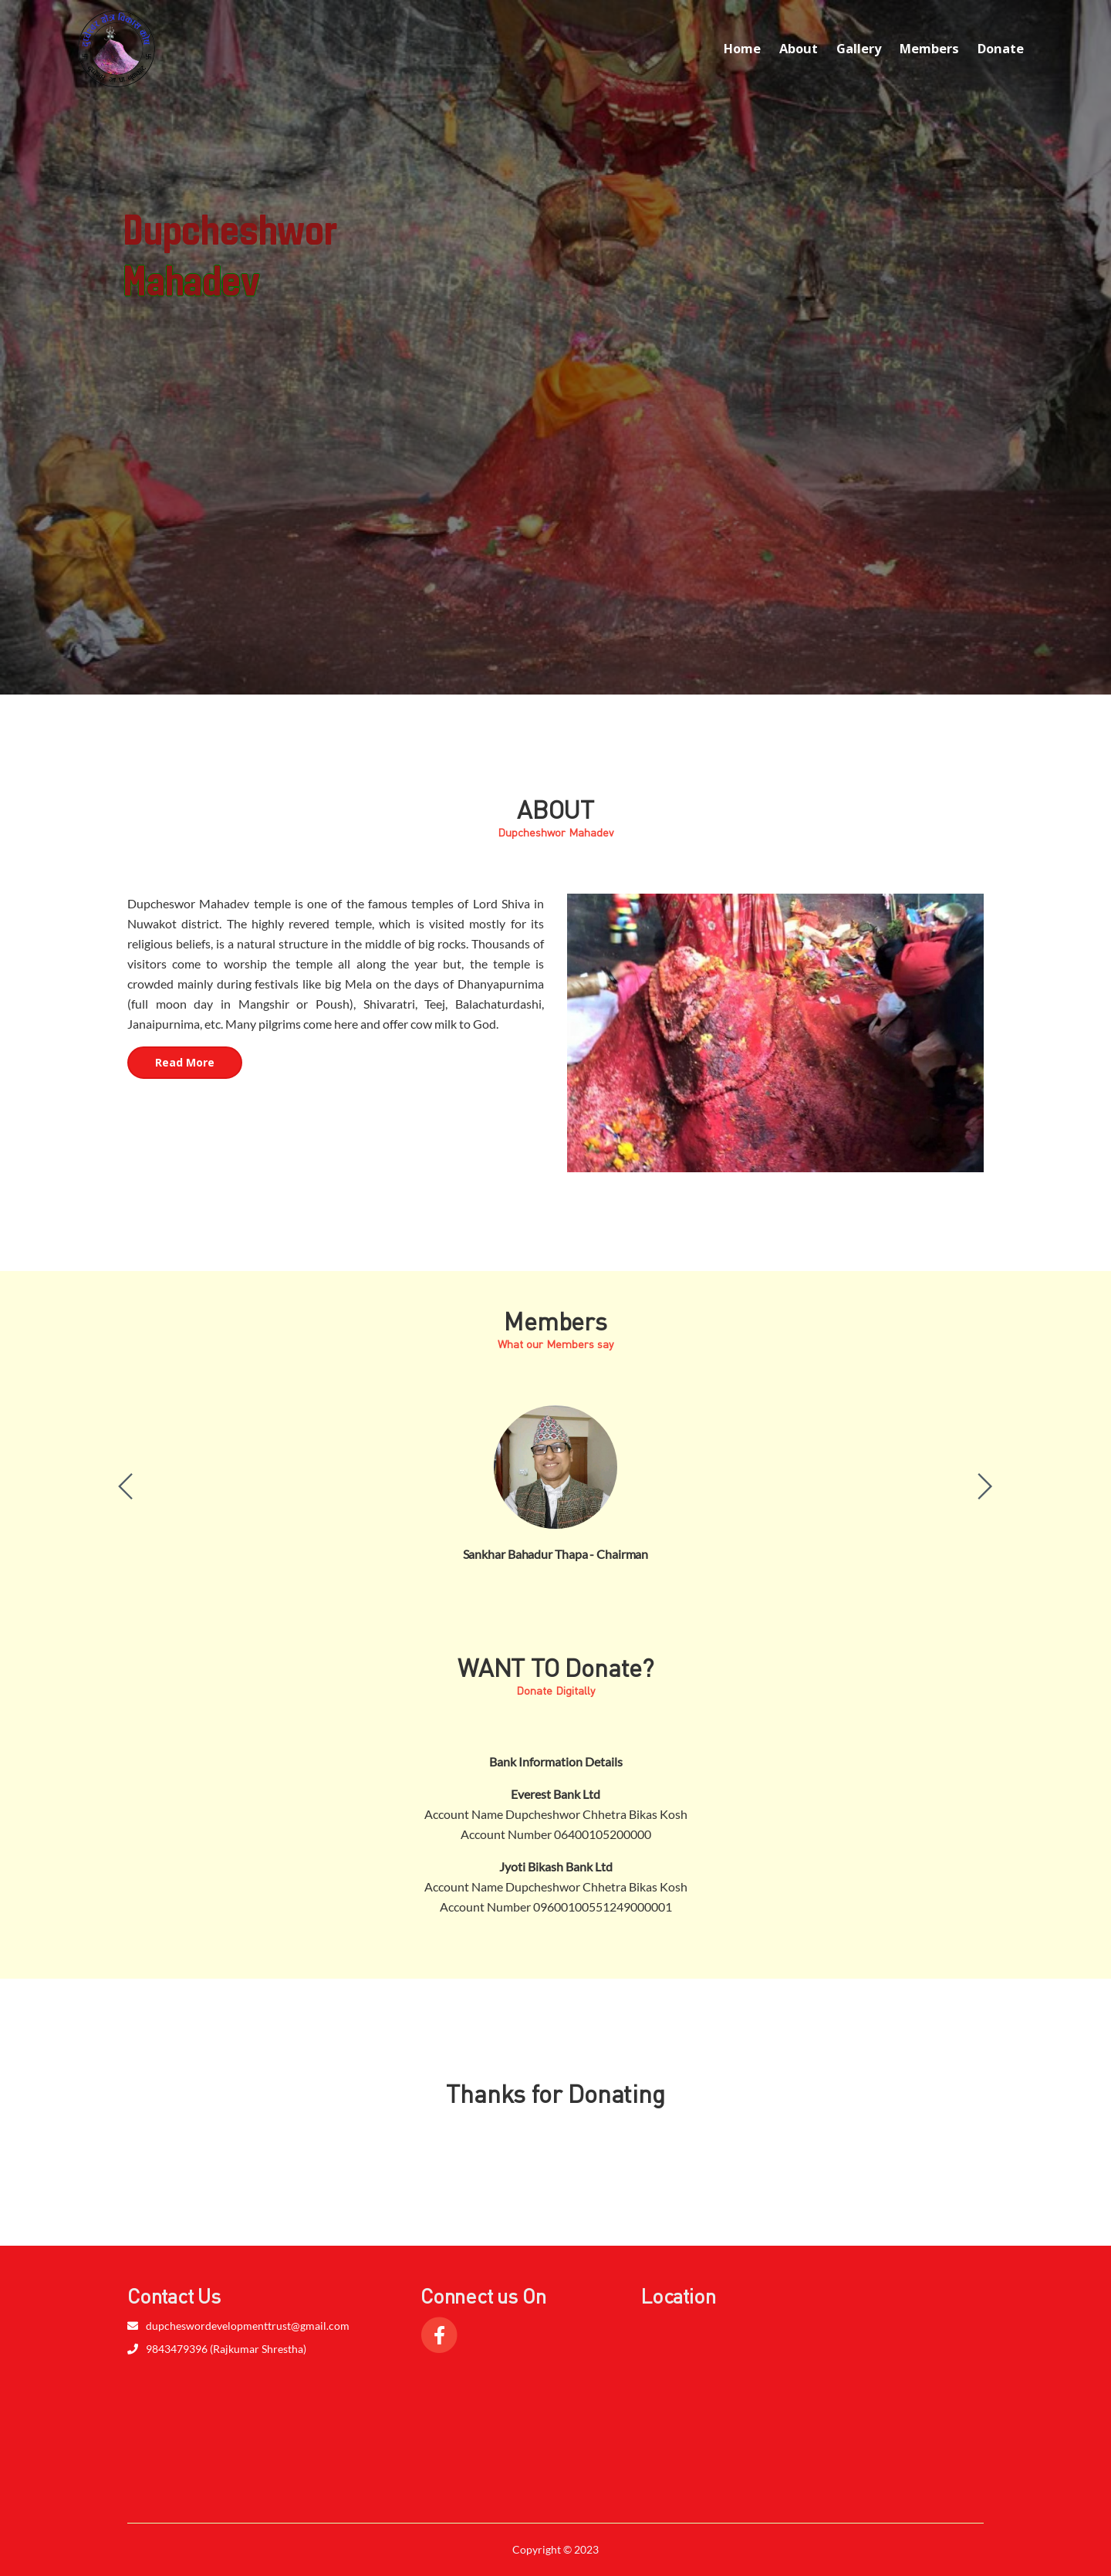 Home About Gallery Members Donate
Dupcheshwor
Mahadev
ABOUT
Dupcheshwor Mahadev
Dupcheswor Mahadev temple is one of the famous temples of Lord Shiva in
Nuwakot district. The highly revered temple, which is visited mostly for its
religious beliefs, is a natural structure in the middle of big rocks. Thousands of
visitors come to worship the temple all along the year but, the temple is
crowded mainly during festivals like big Mela on the days of Dhanyapurnima
(full moon day in Mangshir or Poush), Shivaratri, Teej, Balachaturdashi,
Janaipurnima, etc. Many pilgrims come here and offer cow milk to God.
Read More
Members
What our Members say
Sankhar Bahadur Thapa - Chairman
WANT TO Donate?
Donate Digitally
Bank Information Details
Everest Bank Ltd
Account Name Dupcheshwor Chhetra Bikas Kosh
Account Number 06400105200000
Jyoti Bikash Bank Ltd
Account Name Dupcheshwor Chhetra Bikas Kosh
Account Number 09600100551249000001
Thanks for Donating
Contact Us
dupcheswordevelopmenttrust@gmail.com
9843479396 (Rajkumar Shrestha)
Connect us On
Location
Copyright © 2023